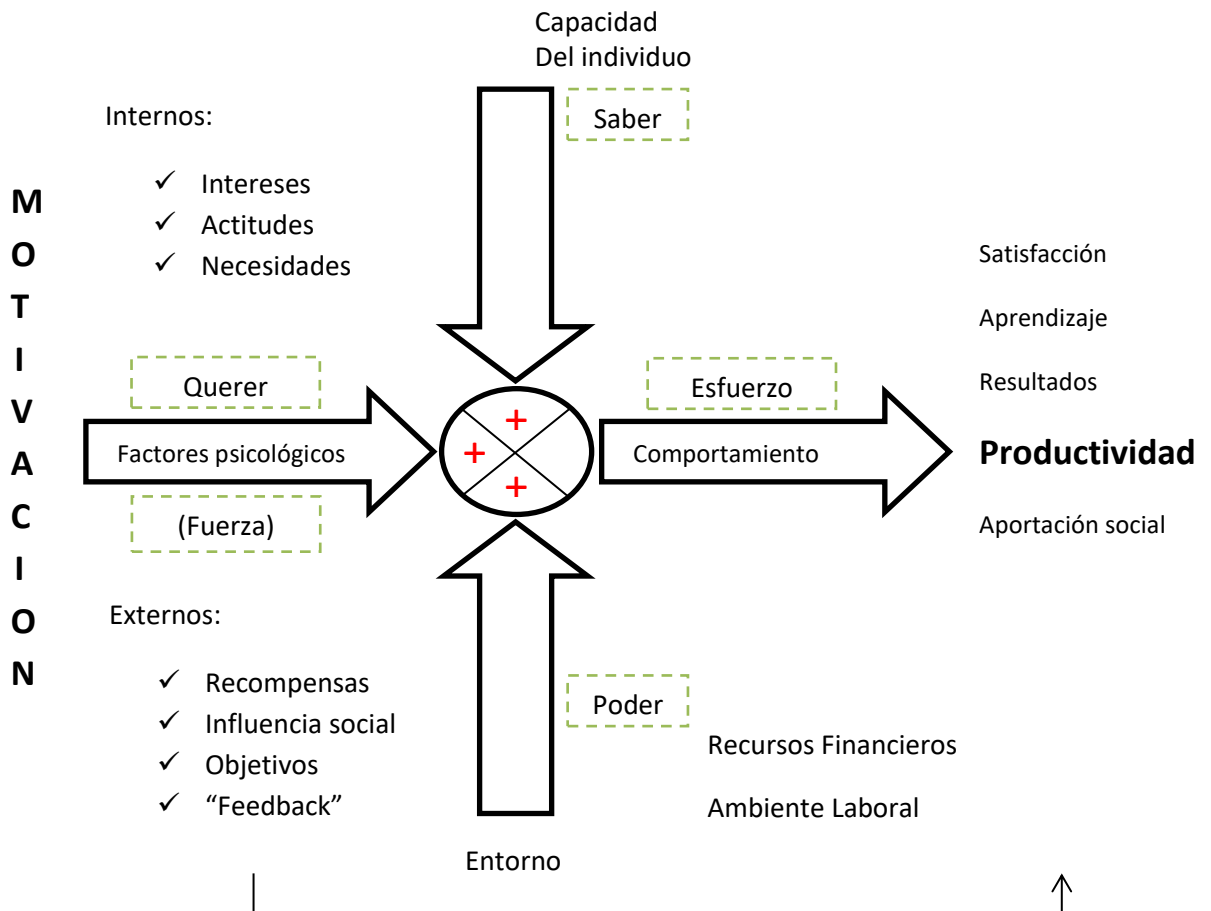 Capacidad
Del individuo
Saber
Internos:
✓ Intereses
✓ Actitudes
✓ Necesidades
M
O
T
I
V
A
C
I
O
N
Querer
Factores psicológicos
(Fuerza)
+
+
+
Esfuerzo
Comportamiento
Satisfacción
Aprendizaje
Resultados
Productividad
Aportación social
Externos:
✓ Recompensas
✓ Influencia social
✓ Objetivos
✓ “Feedback”
Poder
Recursos Financieros
Ambiente Laboral
Entorno